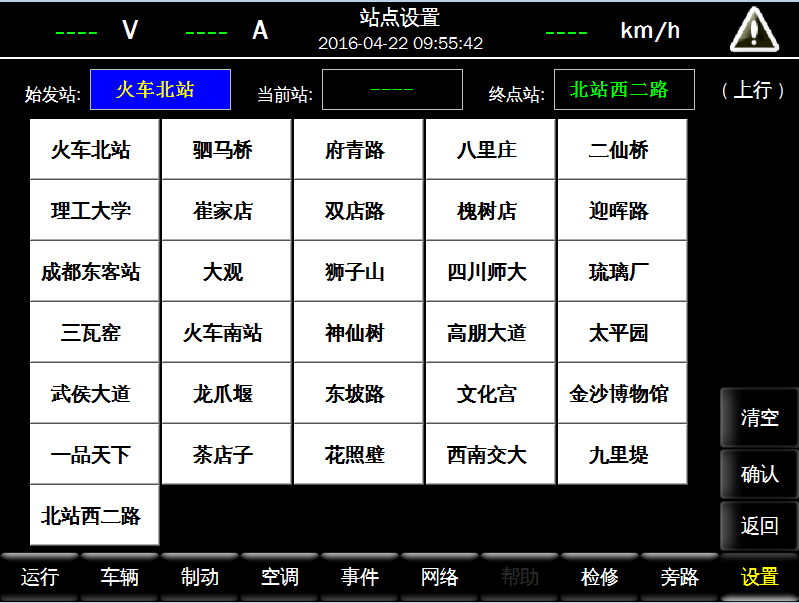 ---- V ---- A 站点设置 ---- km/h
2016-04-22 09:55:42
始发站: 火车北站 当前站: ---- 终点站: 北站西二路 （上行）
火车北站 驷马桥 府青路 八里庄 二仙桥
理工大学 崔家店 双店路 槐树店 迎晖路
成都东客站 大观 狮子山 四川师大 琉璃厂
三瓦窑 火车南站 神仙树 高朋大道 太平园
武侯大道 龙爪堰 东坡路 文化宫 金沙博物馆
一品天下 茶店子 花照壁 西南交大 九里堤
北站西二路
清空
确认
返回
运行 车辆 制动 空调 事件 网络 帮助 检修 旁路 设置